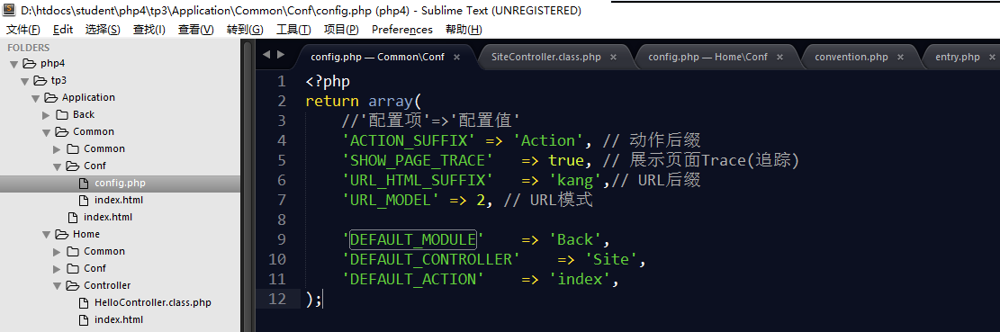 D:\htdocs\student\php4\tp3\Application\Common\Conf\config.php (php4) - Sublime Text (UNREGISTERED)
文件(F) Edit 选择(S) 查找(I) 查看(V) 转到(G) 工具(T) 项目(P) Preferences 帮助(H)
FOLDERS
php4
tp3
Application
Back
Common
Common
Conf
config.php
index.html
index.html
Home
Common
Conf
Controller
HelloController.class.php
index.html
config.php — Common\Conf × SiteController.class.php × config.php — Home\Conf × convention.php × entry.php ×
1 <?php
2 return array(
3 //'配置项'=>'配置值'
4 'ACTION_SUFFIX' => 'Action', // 动作后缀
5 'SHOW_PAGE_TRACE' => true, // 展示页面Trace(追踪)
6 'URL_HTML_SUFFIX' => 'kang',// URL后缀
7 'URL_MODEL' => 2, // URL模式
8
9 'DEFAULT_MODULE' => 'Back',
10 'DEFAULT_CONTROLLER' => 'Site',
11 'DEFAULT_ACTION' => 'index',
12 );